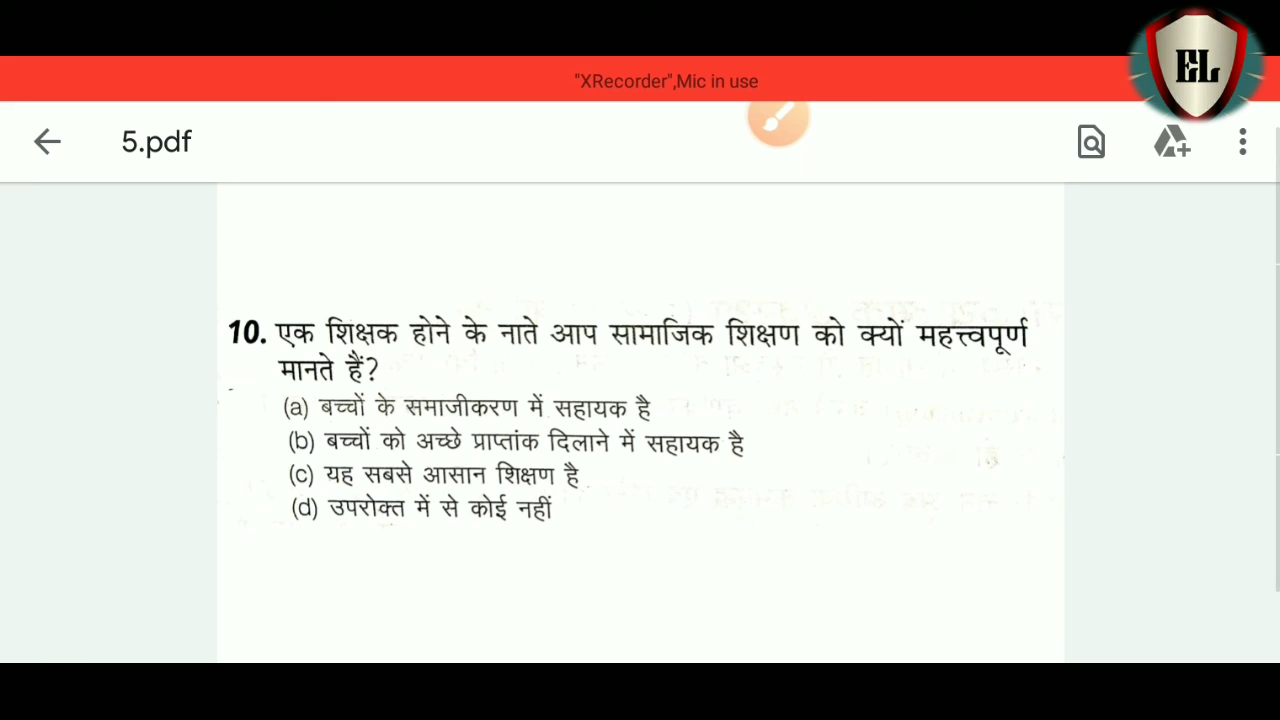 "XRecorder",Mic in use
EL
5.pdf
10. एक शिक्षक होने के नाते आप सामाजिक शिक्षण को क्यों महत्त्वपूर्ण
मानते हैं?
(a) बच्चों के समाजीकरण में सहायक है
(b) बच्चों को अच्छे प्राप्तांक दिलाने में सहायक है
(c) यह सबसे आसान शिक्षण है
(d) उपरोक्त में से कोई नहीं